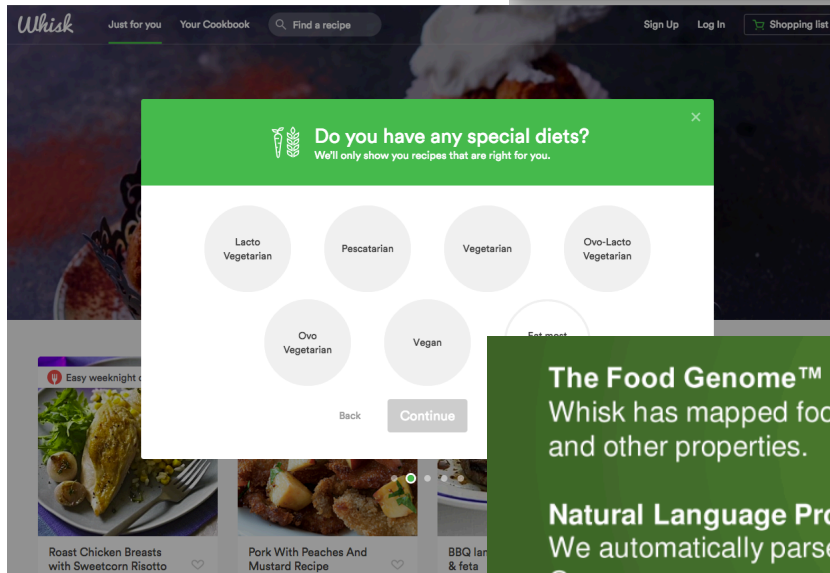 Whisk
Just for you
Your Cookbook
Find a recipe
Sign Up
Log In
Shopping list
Do you have any special diets?
We'll only show you recipes that are right for you.
Lacto
Vegetarian
Pescatarian
Vegetarian
Ovo-Lacto
Vegetarian
Ovo
Vegetarian
Vegan
Eat most
Back
Continue
Easy weeknight
Roast Chicken Breasts
with Sweetcorn Risotto
Pork With Peaches And
Mustard Recipe
BBQ
& feta
The Food Genome™
Whisk has mapped
and other properties.
Natural Language
We automatically